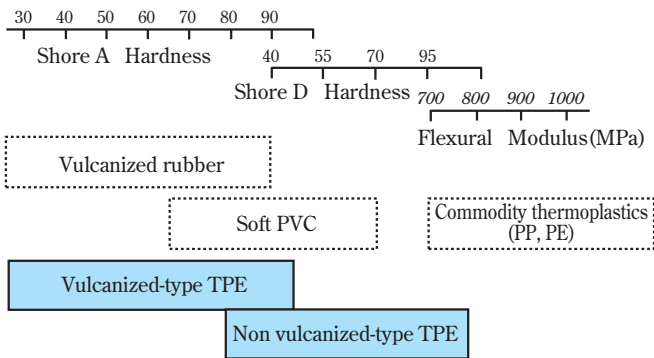 30 40 50 60 70 80 90
Shore A Hardness
40 55 70 95
Shore D Hardness
700 800 900 1000
Flexural Modulus (MPa)
Vulcanized rubber
Soft PVC
Commodity thermoplastics
(PP, PE)
Vulcanized-type TPE
Non vulcanized-type TPE